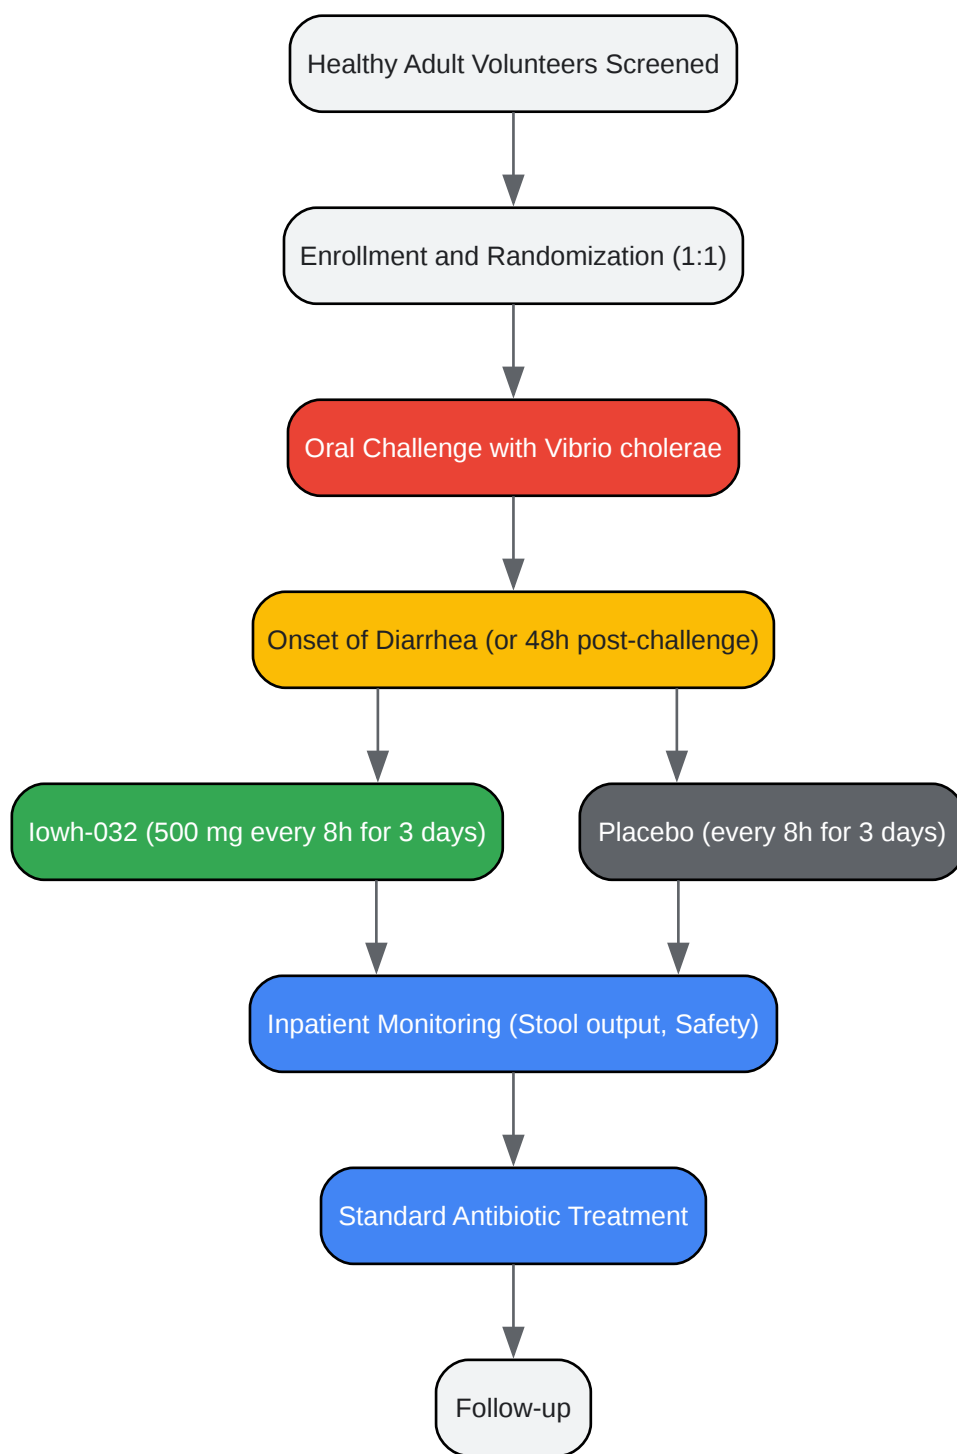 Healthy Adult Volunteers Screened
Enrollment and Randomization (1:1)
Oral Challenge with Vibrio cholerae
Onset of Diarrhea (or 48h post-challenge)
Iowh-032 (500 mg every 8h for 3 days)
Placebo (every 8h for 3 days)
Inpatient Monitoring (Stool output, Safety)
Standard Antibiotic Treatment
Follow-up